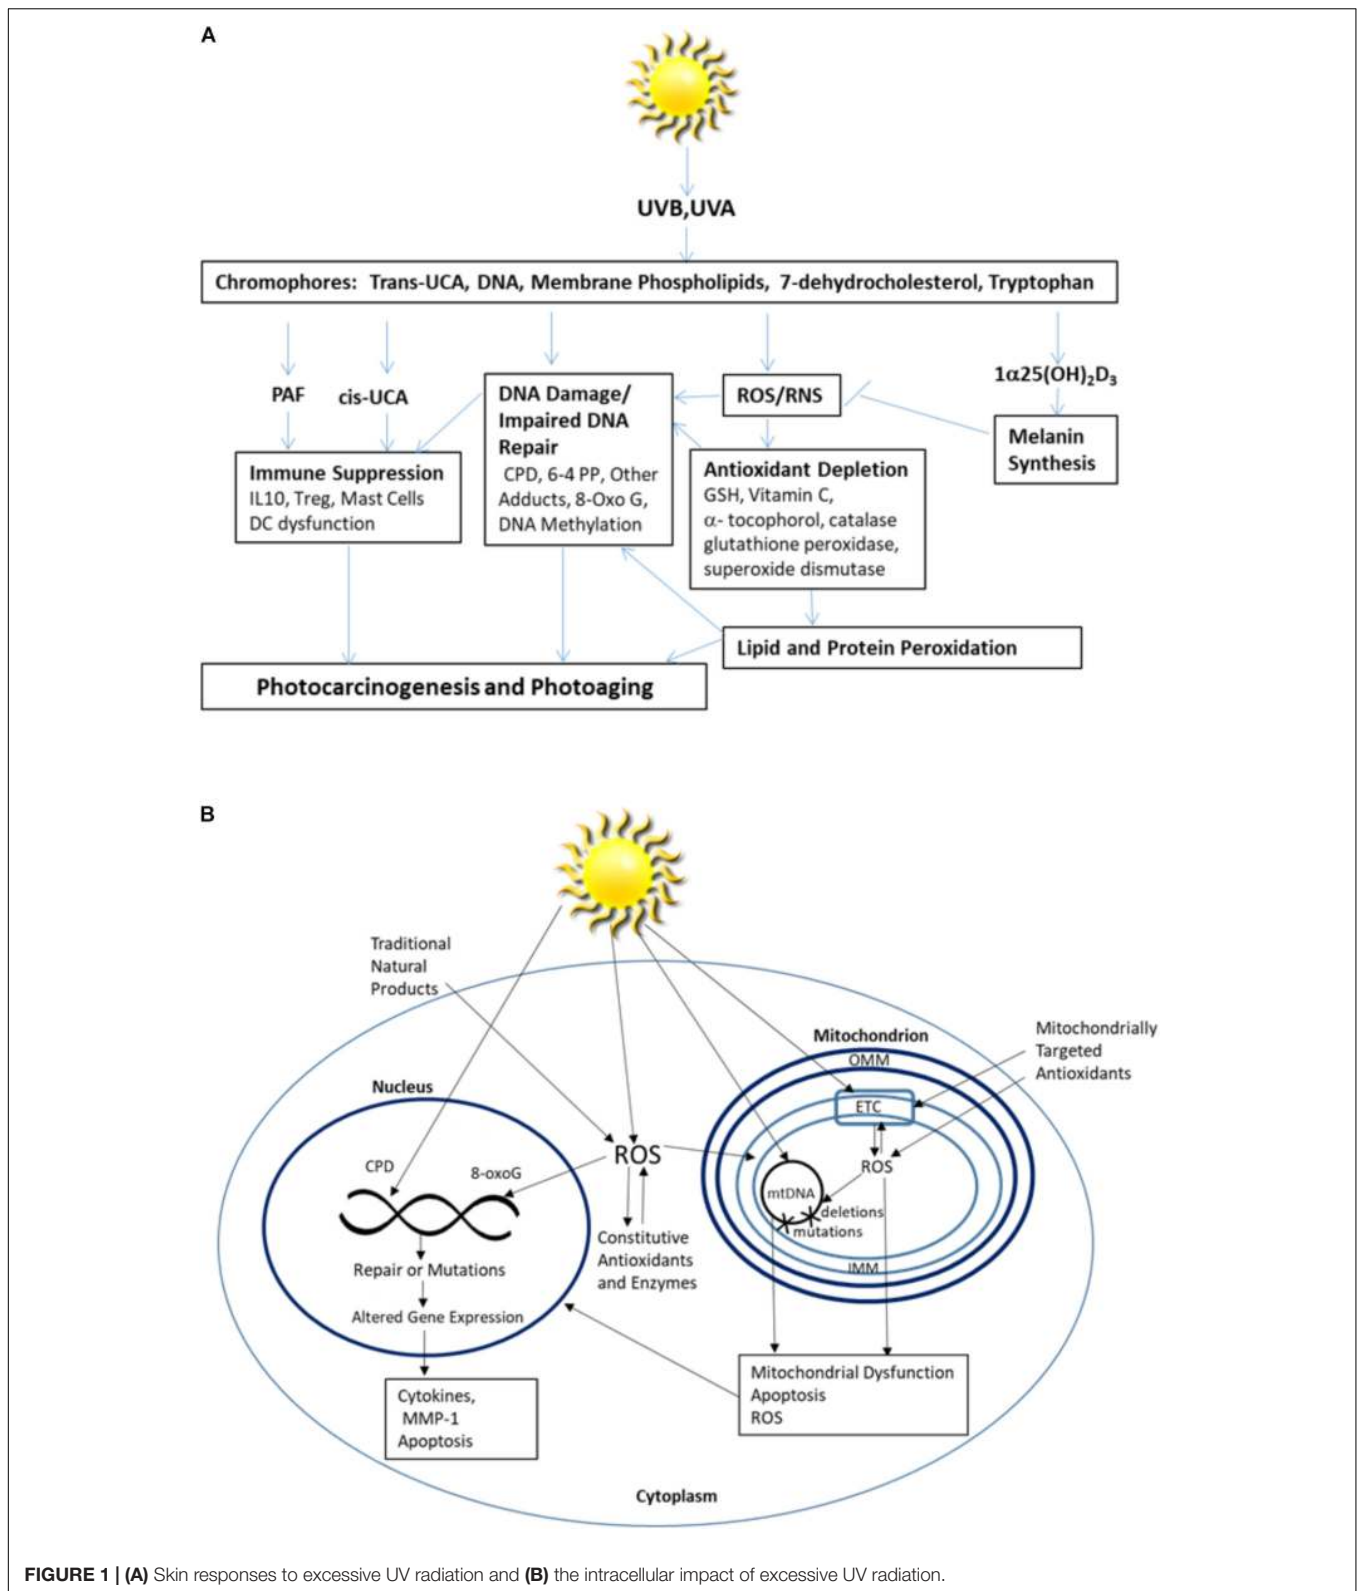 A
UVB,UVA
Chromophores: Trans-UCA, DNA, Membrane Phospholipids, 7-dehydrocholesterol, Tryptophan
PAF
cis-UCA
DNA Damage/
Impaired DNA
Repair
CPD, 6-4 PP, Other
Adducts, 8-Oxo G,
DNA Methylation
ROS/RNS
1α25(OH)₂D₃
Melanin
Synthesis
Immune Suppression
IL10, Treg, Mast Cells
DC dysfunction
Antioxidant Depletion
GSH, Vitamin C,
α- tocophorol, catalase
glutathione peroxidase,
superoxide dismutase
Lipid and Protein Peroxidation
Photocarcinogenesis and Photoaging
B
Traditional
Natural
Products
Mitochondrion
OMM
Mitochondrially
Targeted
Antioxidants
ETC
Nucleus
ROS
ROS
CPD
8-oxoG
mtDNA
deletions
mutations
IMM
Constitutive
Antioxidants
and Enzymes
Repair or Mutations
Altered Gene Expression
Cytokines,
MMP-1
Apoptosis
Mitochondrial Dysfunction
Apoptosis
ROS
Cytoplasm
FIGURE 1 | (A) Skin responses to excessive UV radiation and (B) the intracellular impact of excessive UV radiation.